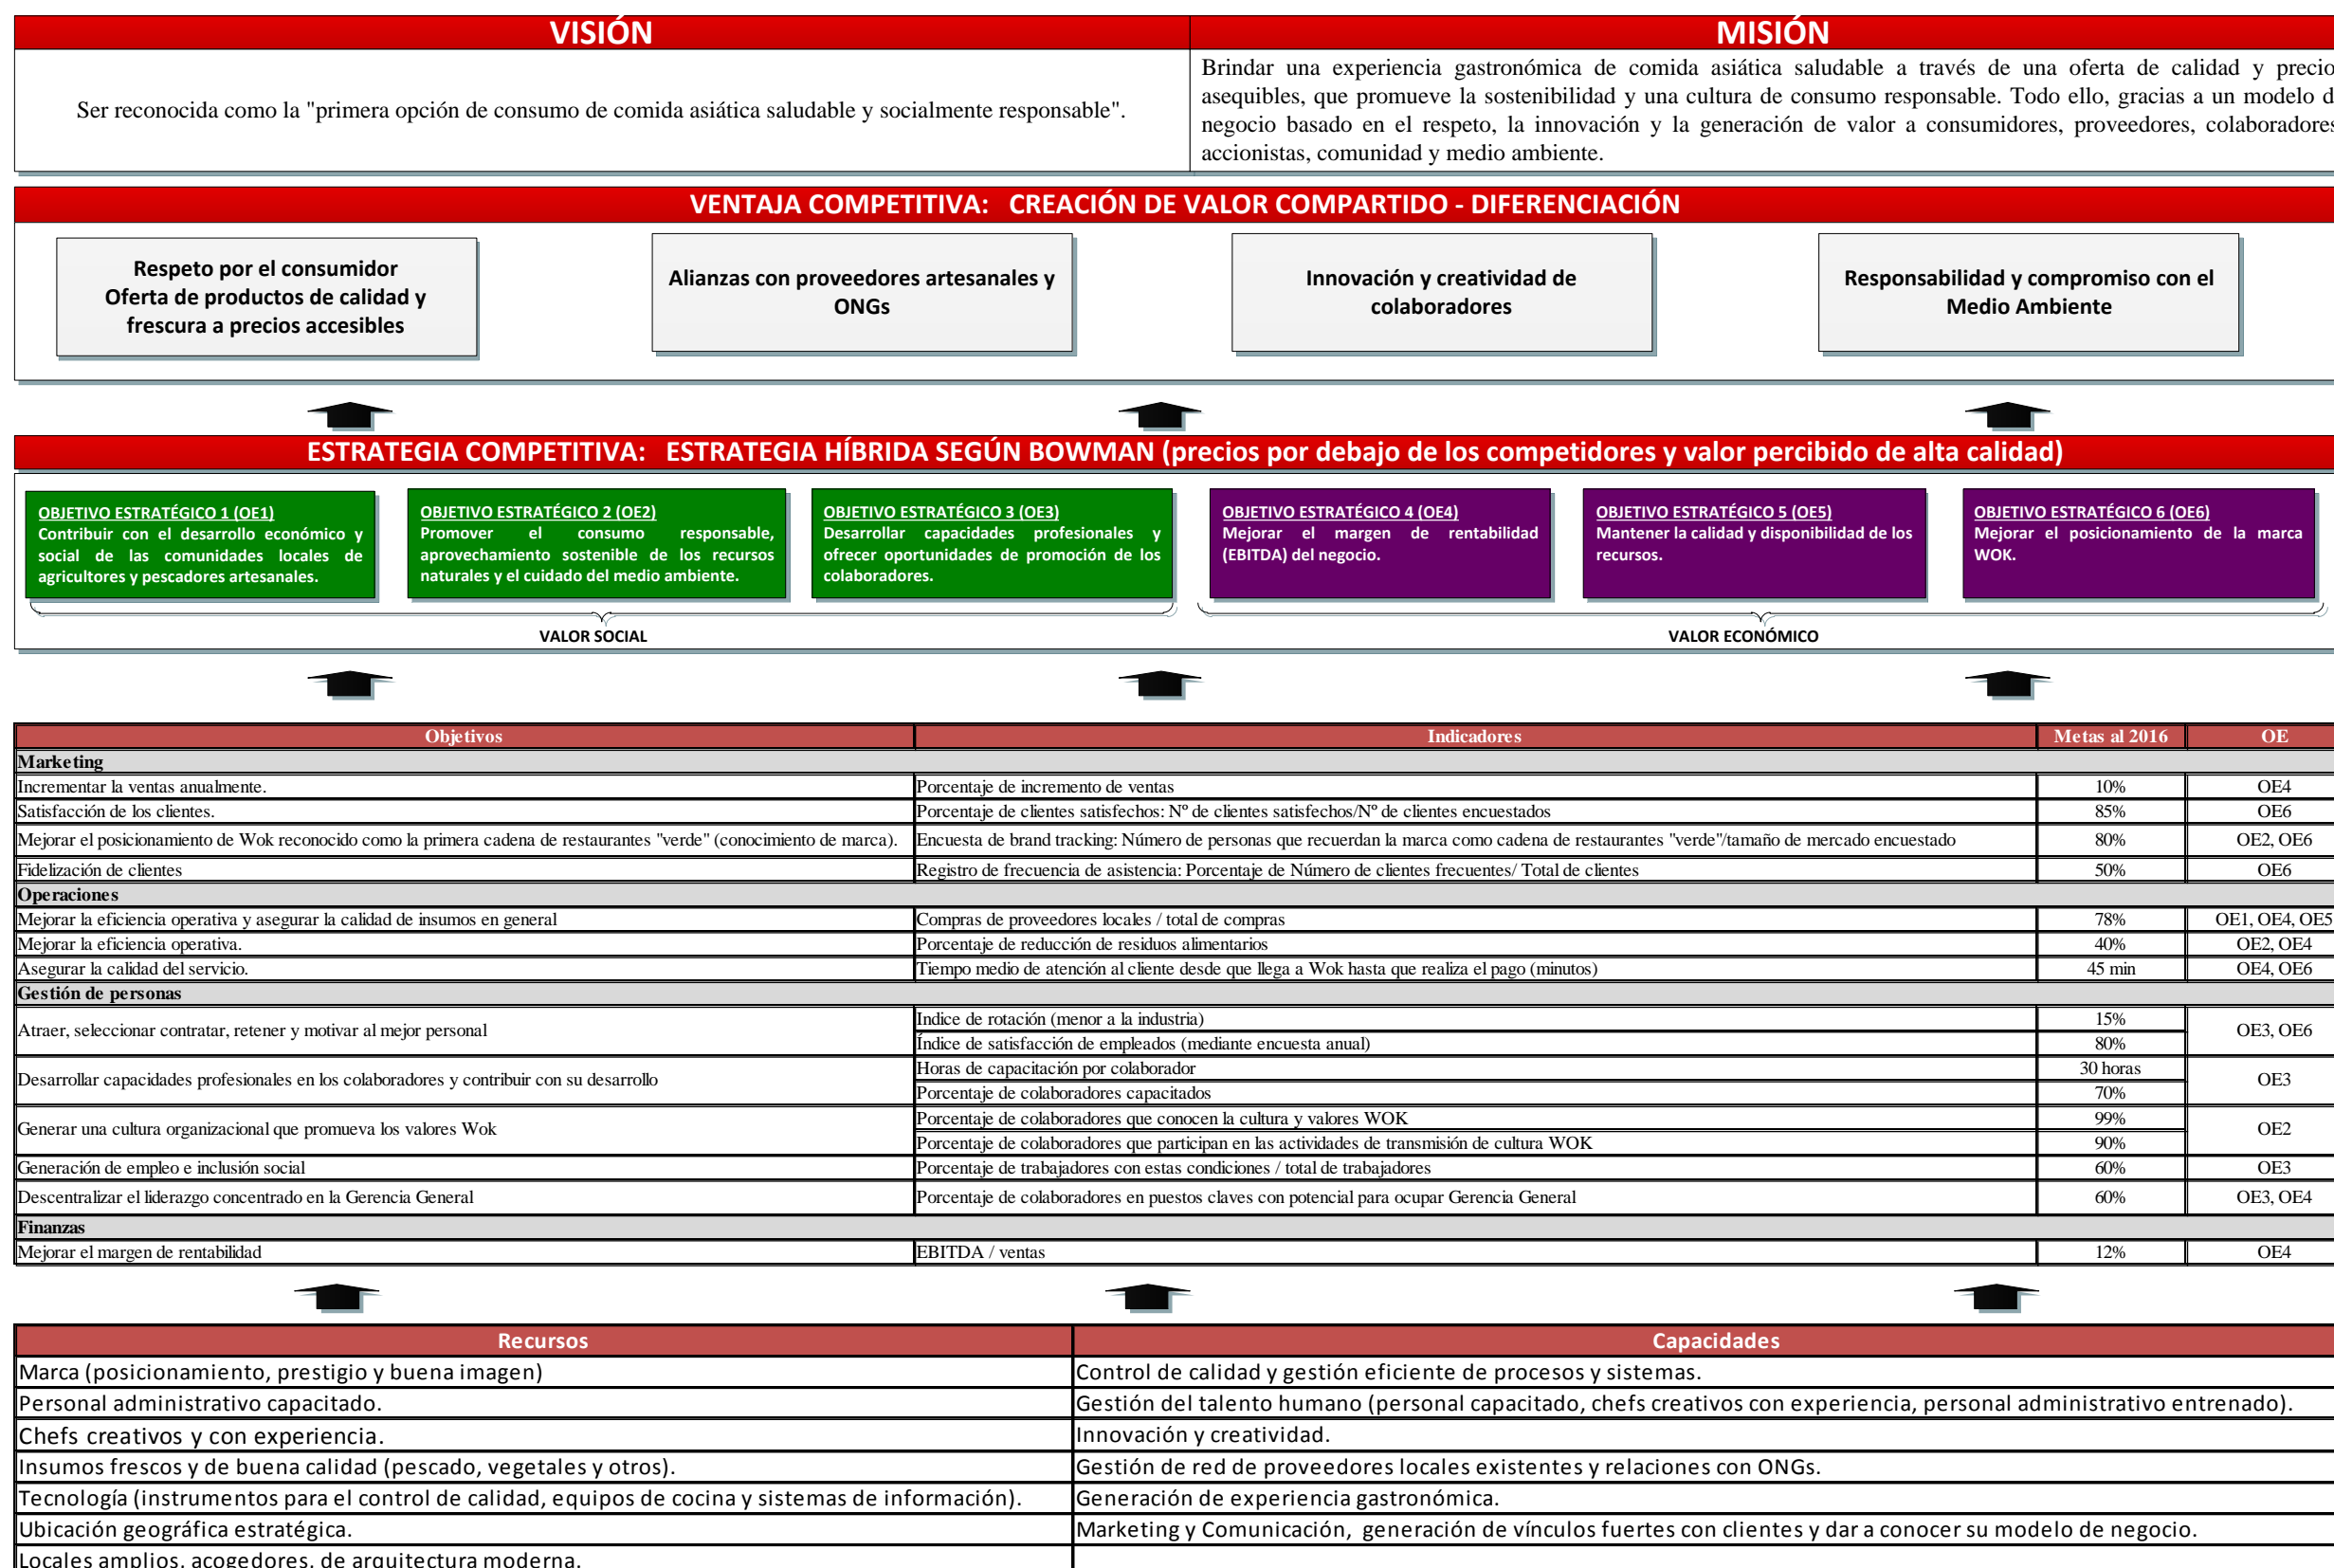 VISIÓN
MISIÓN
Ser reconocida como la "primera opción de consumo de comida asiática saludable y socialmente responsable".
Brindar una experiencia gastronómica de comida asiática saludable a través de una oferta de calidad y precio
asequibles, que promueve la sostenibilidad y una cultura de consumo responsable. Todo ello, gracias a un modelo d
negocio basado en el respeto, la innovación y la generación de valor a consumidores, proveedores, colaboradores
accionistas, comunidad y medio ambiente.
VENTAJA COMPETITIVA: CREACIÓN DE VALOR COMPARTIDO - DIFERENCIACIÓN
Respeto por el consumidor
Oferta de productos de calidad y
frescura a precios accesibles
Alianzas con proveedores artesanales y
ONGs
Innovación y creatividad de
colaboradores
Responsabilidad y compromiso con el
Medio Ambiente
ESTRATEGIA COMPETITIVA: ESTRATEGIA HÍBRIDA SEGÚN BOWMAN (precios por debajo de los competidores y valor percibido de alta calidad)
OBJETIVO ESTRATÉGICO 1 (OE1)
Contribuir con el desarrollo económico y
social de las comunidades locales de
agricultores y pescadores artesanales.
OBJETIVO ESTRATÉGICO 2 (OE2)
Promover el consumo responsable,
aprovechamiento sostenible de los recursos
naturales y el cuidado del medio ambiente.
OBJETIVO ESTRATÉGICO 3 (OE3)
Desarrollar capacidades profesionales y
ofrecer oportunidades de promoción de los
colaboradores.
OBJETIVO ESTRATÉGICO 4 (OE4)
Mejorar el margen de rentabilidad
(EBITDA) del negocio.
OBJETIVO ESTRATÉGICO 5 (OE5)
Mantener la calidad y disponibilidad de los
recursos.
OBJETIVO ESTRATÉGICO 6 (OE6)
Mejorar el posicionamiento de la marca
WOK.
VALOR SOCIAL
VALOR ECONÓMICO
Objetivos Indicadores Metas al 2016 OE
Marketing
Incrementar la ventas anualmente. Porcentaje de incremento de ventas 10% OE4
Satisfacción de los clientes. Porcentaje de clientes satisfechos: Nº de clientes satisfechos/Nº de clientes encuestados 85% OE6
Mejorar el posicionamiento de Wok reconocido como la primera cadena de restaurantes "verde" (conocimiento de marca). Encuesta de brand tracking: Número de personas que recuerdan la marca como cadena de restaurantes "verde"/tamaño de mercado encuestado 80% OE2, OE6
Fidelización de clientes Registro de frecuencia de asistencia: Porcentaje de Número de clientes frecuentes/ Total de clientes 50% OE6
Operaciones
Mejorar la eficiencia operativa y asegurar la calidad de insumos en general Compras de proveedores locales / total de compras 78% OE1, OE4, OE5
Mejorar la eficiencia operativa. Porcentaje de reducción de residuos alimentarios 40% OE2, OE4
Asegurar la calidad del servicio. Tiempo medio de atención al cliente desde que llega a Wok hasta que realiza el pago (minutos) 45 min OE4, OE6
Gestión de personas
Atraer, seleccionar contratar, retener y motivar al mejor personal Indice de rotación (menor a la industria) 15% OE3, OE6
Índice de satisfacción de empleados (mediante encuesta anual) 80%
Desarrollar capacidades profesionales en los colaboradores y contribuir con su desarrollo Horas de capacitación por colaborador 30 horas OE3
Porcentaje de colaboradores capacitados 70%
Generar una cultura organizacional que promueva los valores Wok Porcentaje de colaboradores que conocen la cultura y valores WOK 99% OE2
Porcentaje de colaboradores que participan en las actividades de transmisión de cultura WOK 90%
Generación de empleo e inclusión social Porcentaje de trabajadores con estas condiciones / total de trabajadores 60% OE3
Descentralizar el liderazgo concentrado en la Gerencia General Porcentaje de colaboradores en puestos claves con potencial para ocupar Gerencia General 60% OE3, OE4
Finanzas
Mejorar el margen de rentabilidad EBITDA / ventas 12% OE4
Recursos Capacidades
Marca (posicionamiento, prestigio y buena imagen) Control de calidad y gestión eficiente de procesos y sistemas.
Personal administrativo capacitado. Gestión del talento humano (personal capacitado, chefs creativos con experiencia, personal administrativo entrenado).
Chefs creativos y con experiencia. Innovación y creatividad.
Insumos frescos y de buena calidad (pescado, vegetales y otros). Gestión de red de proveedores locales existentes y relaciones con ONGs.
Tecnología (instrumentos para el control de calidad, equipos de cocina y sistemas de información). Generación de experiencia gastronómica.
Ubicación geográfica estratégica. Marketing y Comunicación, generación de vínculos fuertes con clientes y dar a conocer su modelo de negocio.
Locales amplios, acogedores, de arquitectura moderna.